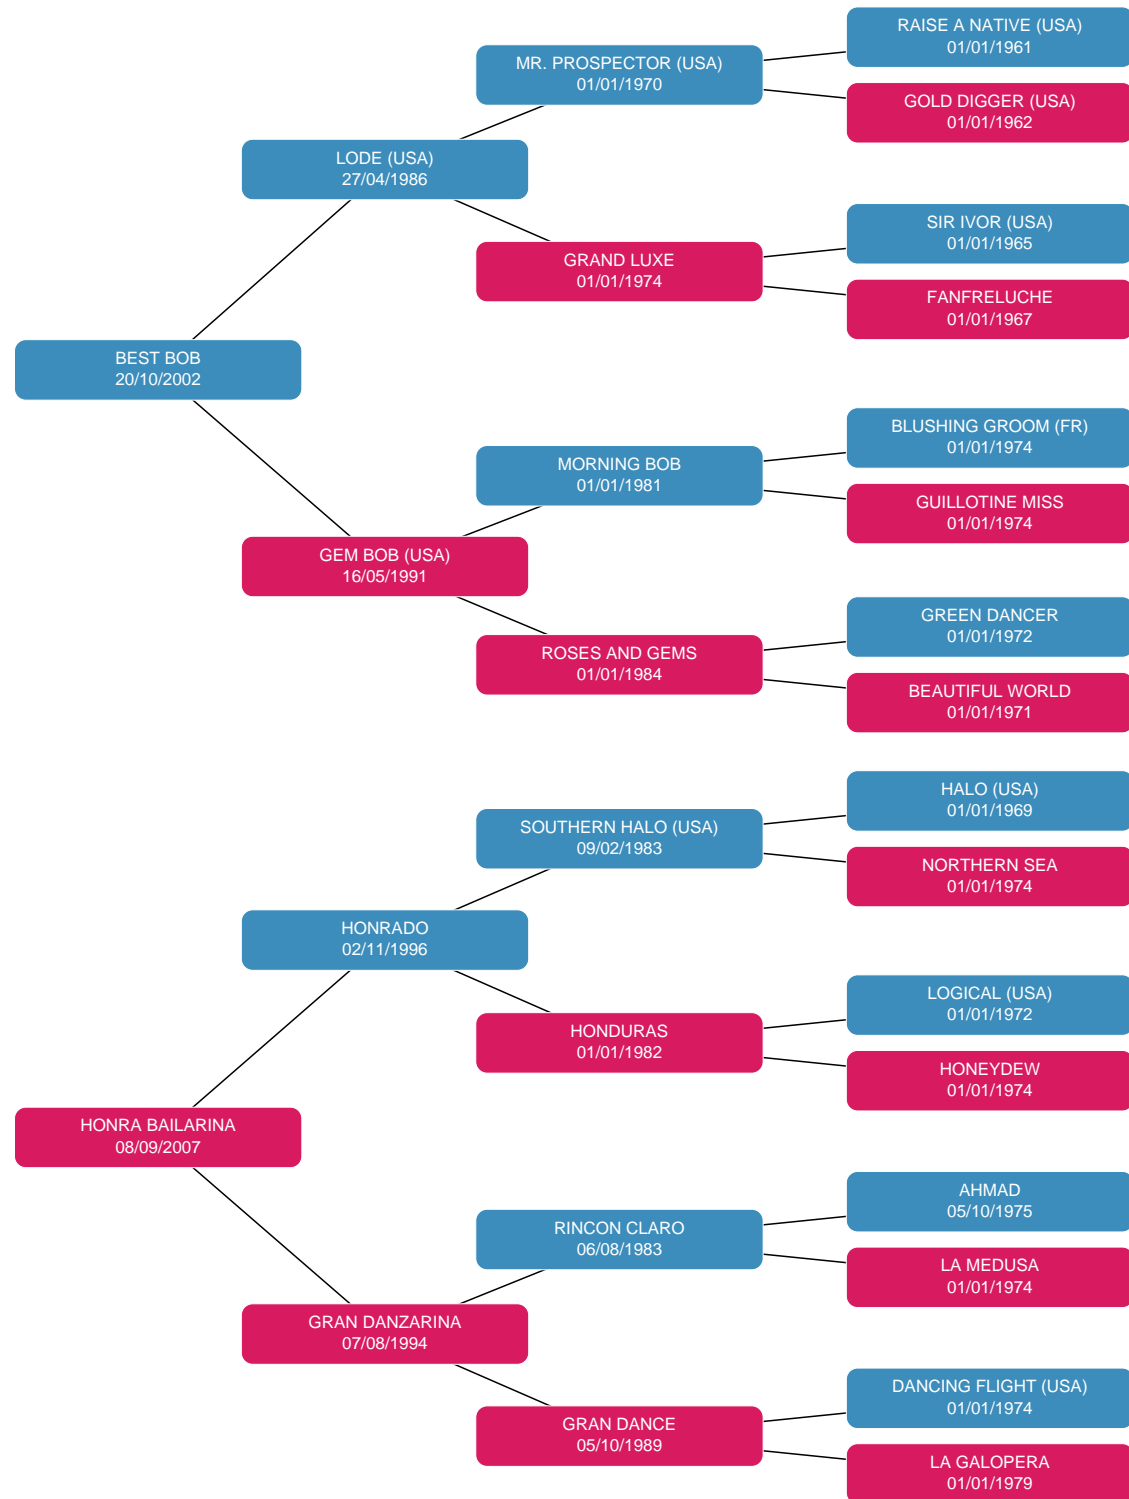 RAISE A NATIVE (USA)
01/01/1961
MR. PROSPECTOR (USA)
01/01/1970
GOLD DIGGER (USA)
01/01/1962
LODE (USA)
27/04/1986
SIR IVOR (USA)
01/01/1965
GRAND LUXE
01/01/1974
FANFRELUCHE
01/01/1967
BEST BOB
20/10/2002
BLUSHING GROOM (FR)
01/01/1974
MORNING BOB
01/01/1981
GUILLOTINE MISS
01/01/1974
GEM BOB (USA)
16/05/1991
GREEN DANCER
01/01/1972
ROSES AND GEMS
01/01/1984
BEAUTIFUL WORLD
01/01/1971
HALO (USA)
01/01/1969
SOUTHERN HALO (USA)
09/02/1983
NORTHERN SEA
01/01/1974
HONRADO
02/11/1996
LOGICAL (USA)
01/01/1972
HONDURAS
01/01/1982
HONEYDEW
01/01/1974
HONRA BAILARINA
08/09/2007
AHMAD
05/10/1975
RINCON CLARO
06/08/1983
LA MEDUSA
01/01/1974
GRAN DANZARINA
07/08/1994
DANCING FLIGHT (USA)
01/01/1974
GRAN DANCE
05/10/1989
LA GALOPERA
01/01/1979